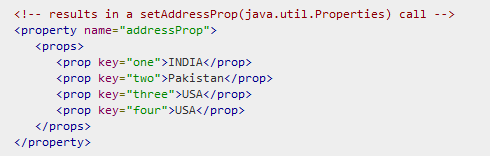 <!-- results in a setAddressProp(java.util.Properties) call -->
<property name="addressProp">
   <props>
      <prop key="one">INDIA</prop>
      <prop key="two">Pakistan</prop>
      <prop key="three">USA</prop>
      <prop key="four">USA</prop>
   </props>
</property>